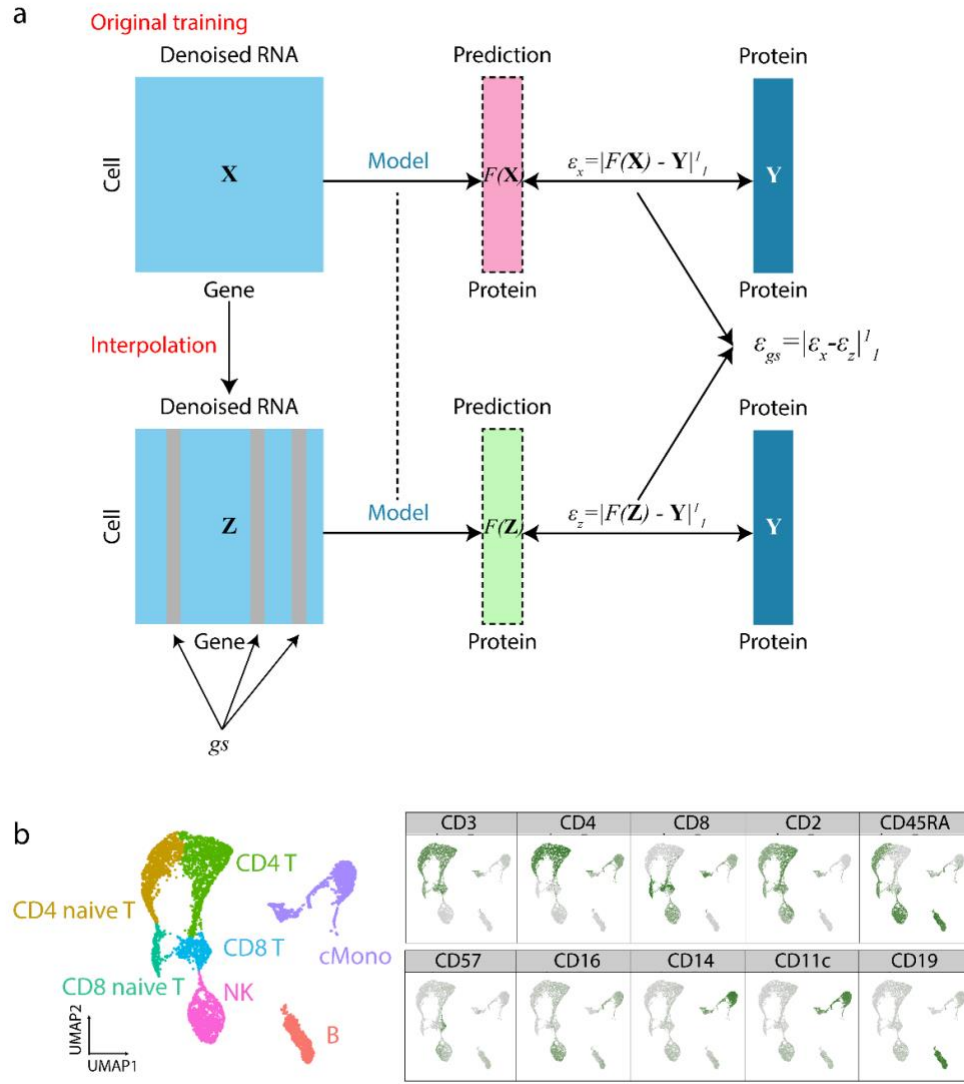 a
Original training
Denoised RNA
Prediction
Protein
Cell
X
Model
F(X)
εx=|F(X) - Y|¹₁
Y
Gene
Protein
Protein
Interpolation
εgs=|εx-εz|¹₁
Denoised RNA
Prediction
Protein
Cell
Z
Model
F(Z)
εz=|F(Z) - Y|¹₁
Y
Gene
Protein
Protein
gs
b
CD4 T
CD4 naive T
CD8 T
cMono
CD8 naive T
NK
B
UMAP2
UMAP1
CD3 CD4 CD8 CD2 CD45RA
CD57 CD16 CD14 CD11c CD19